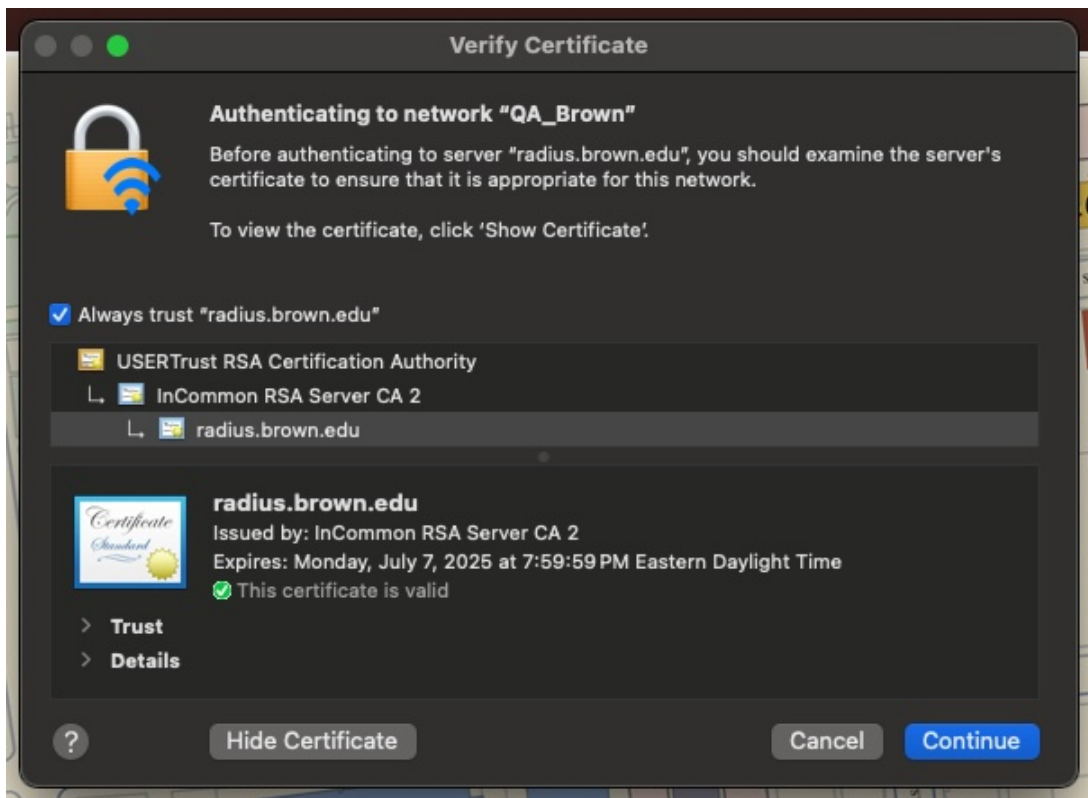 Verify Certificate
Authenticating to network “QA_Brown”
Before authenticating to server “radius.brown.edu”, you should examine the server's
certificate to ensure that it is appropriate for this network.
To view the certificate, click ‘Show Certificate’.
Always trust “radius.brown.edu”
USERTrust RSA Certification Authority
InCommon RSA Server CA 2
radius.brown.edu
Certificate
Standard
radius.brown.edu
Issued by: InCommon RSA Server CA 2
Expires: Monday, July 7, 2025 at 7:59:59 PM Eastern Daylight Time
This certificate is valid
> Trust
> Details
?
Hide Certificate
Cancel
Continue